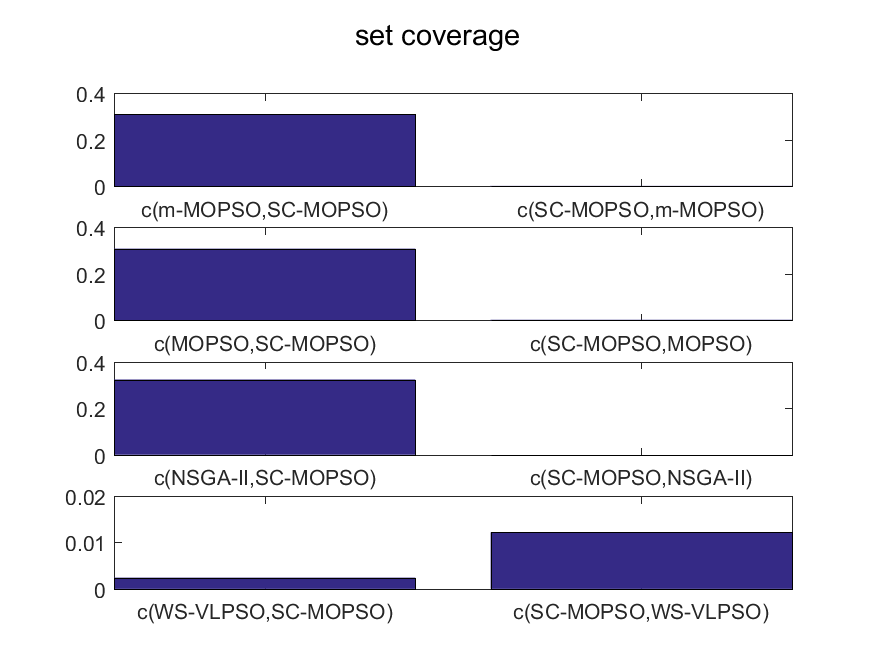 set coverage
0.4
0.2
0
c(m-MOPSO,SC-MOPSO) c(SC-MOPSO,m-MOPSO)
0.4
0.2
0
c(MOPSO,SC-MOPSO) c(SC-MOPSO,MOPSO)
0.4
0.2
0
c(NSGA-II,SC-MOPSO) c(SC-MOPSO,NSGA-II)
0.02
0.01
0
c(WS-VLPSO,SC-MOPSO) c(SC-MOPSO,WS-VLPSO)